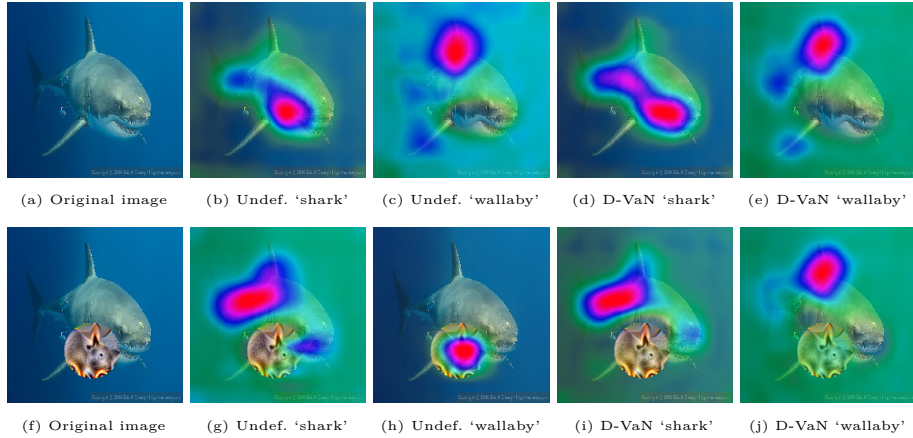 (a) Original image (b) Undef. ‘shark’ (c) Undef. ‘wallaby’ (d) D-VaN ‘shark’ (e) D-VaN ‘wallaby’
(f) Original image (g) Undef. ‘shark’ (h) Undef. ‘wallaby’ (i) D-VaN ‘shark’ (j) D-VaN ‘wallaby’